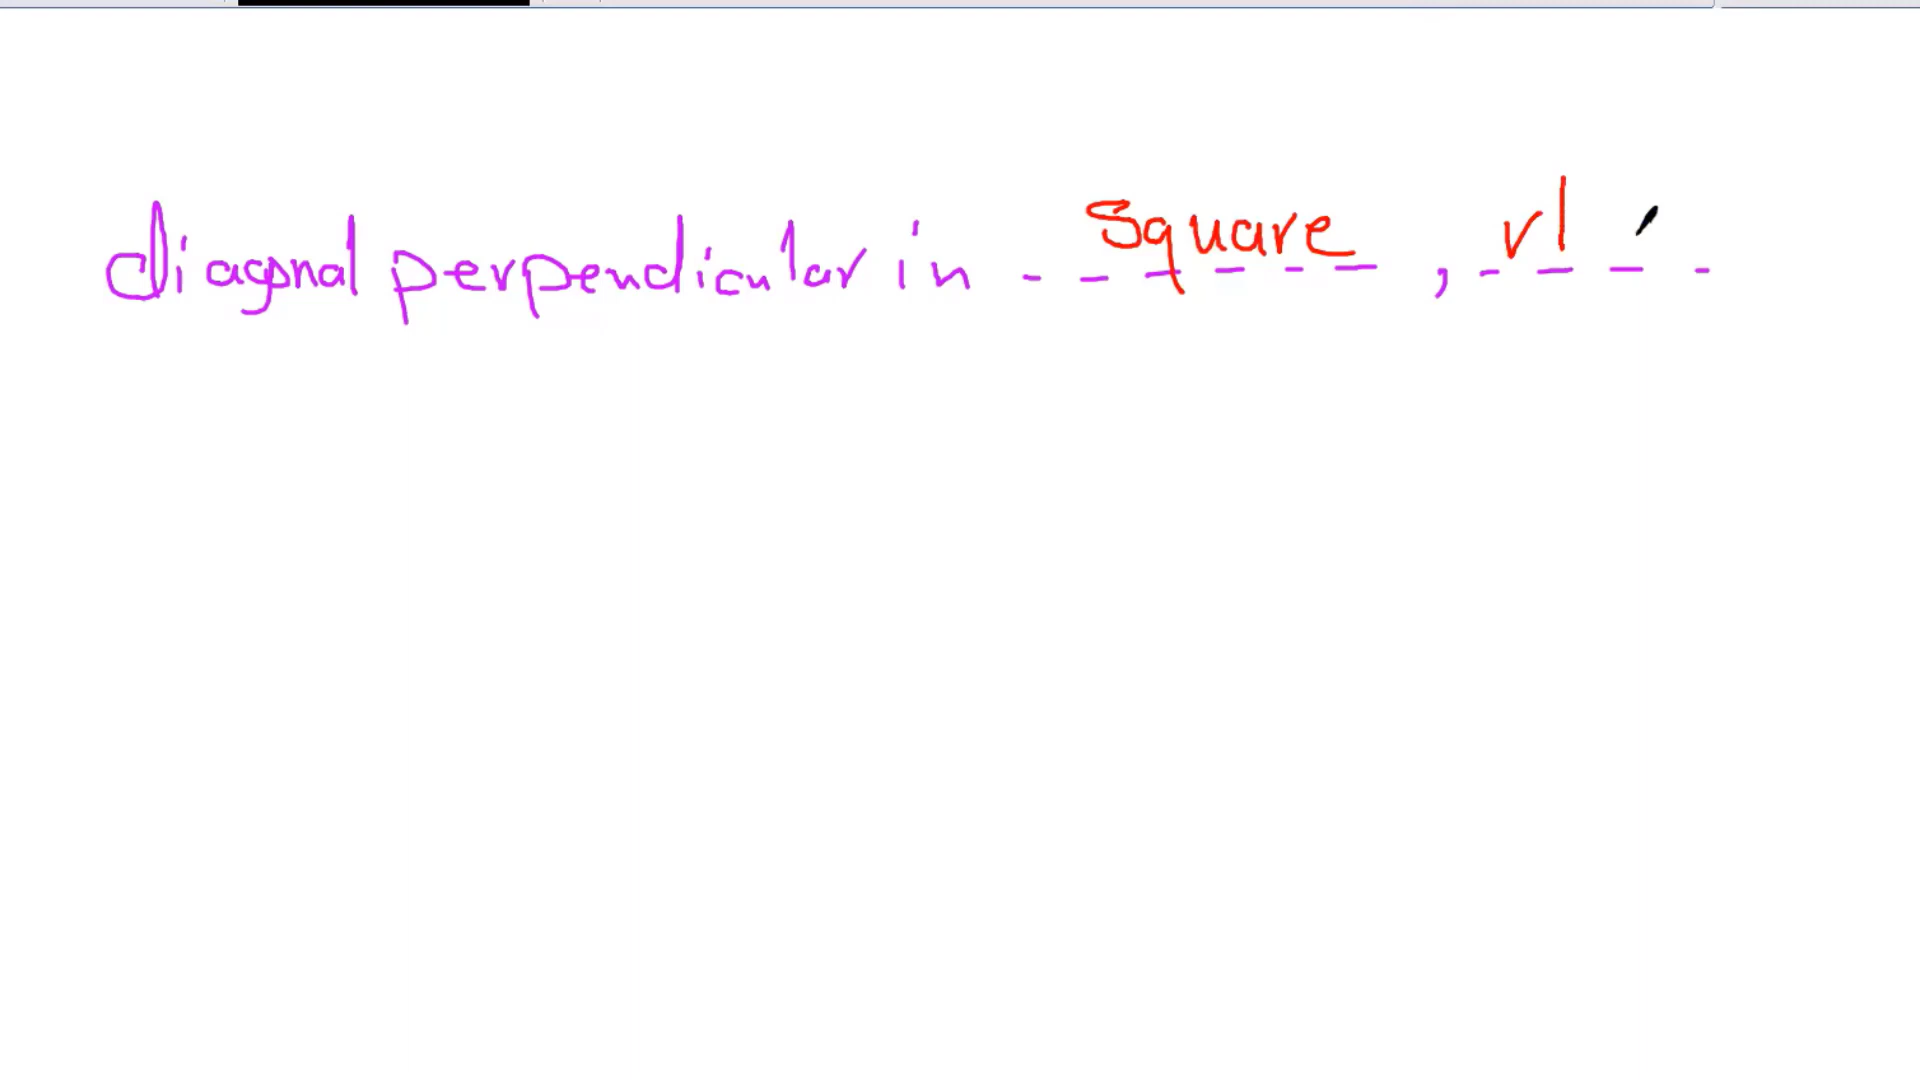 diagonal perpendicular in ------ Square , ---- rl